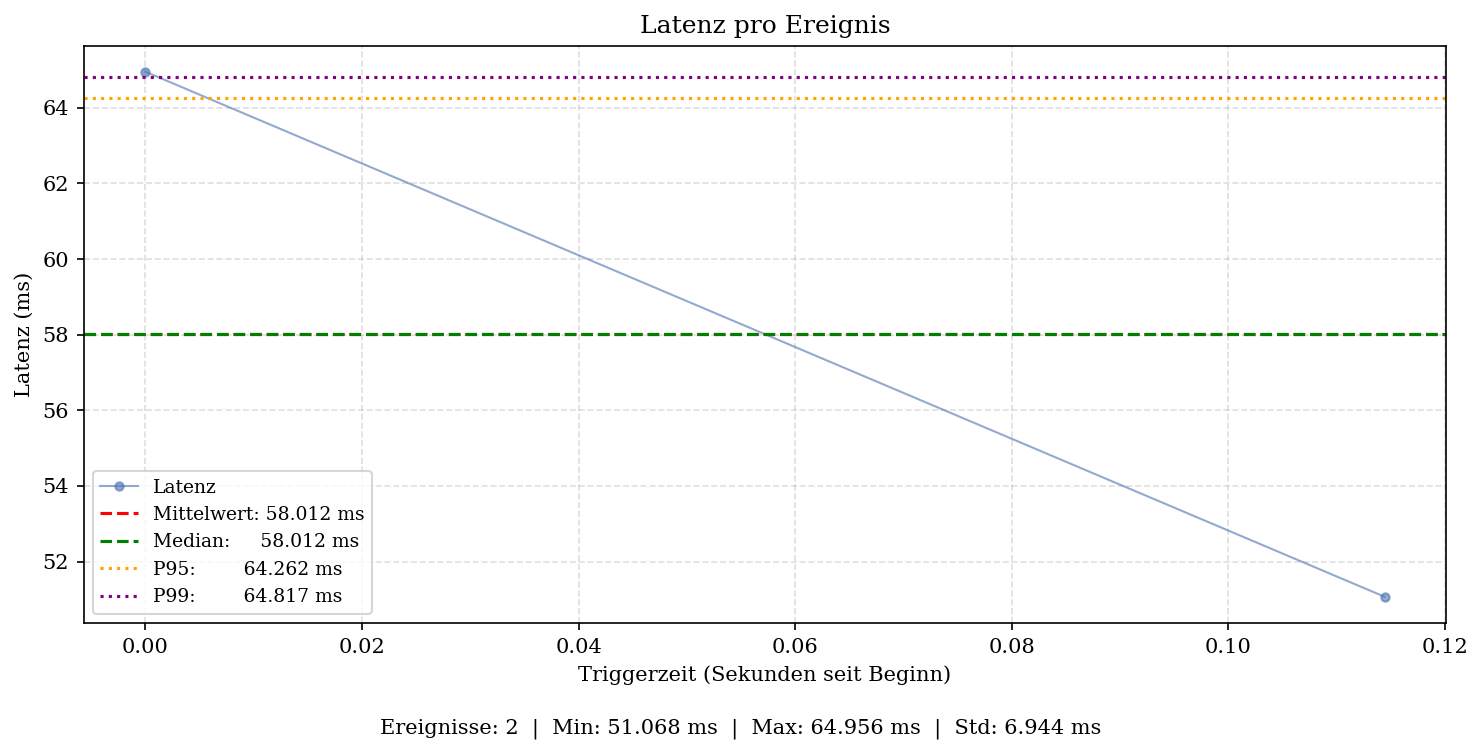 Latenz pro Ereignis
Latenz (ms)
64
62
60
58
56
54
52
Latenz
Mittelwert: 58.012 ms
Median: 58.012 ms
P95: 64.262 ms
P99: 64.817 ms
0.00 0.02 0.04 0.06 0.08 0.10 0.12
Triggerzeit (Sekunden seit Beginn)
Ereignisse: 2 | Min: 51.068 ms | Max: 64.956 ms | Std: 6.944 ms